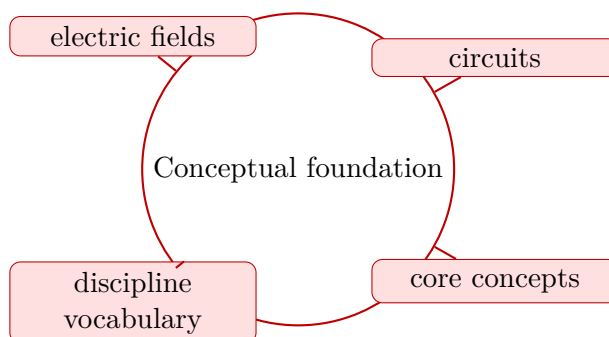 electric fields
circuits
Conceptual foundation
discipline
vocabulary
core concepts